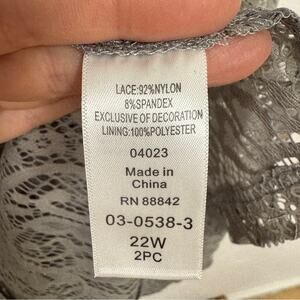 LACE:92%NYLON
8%SPANDEX
EXCLUSIVE OF DECORATION
LINING:100%POLYESTER
04023
Made in
China
RN 88842
03-0538-3
22W
2PC